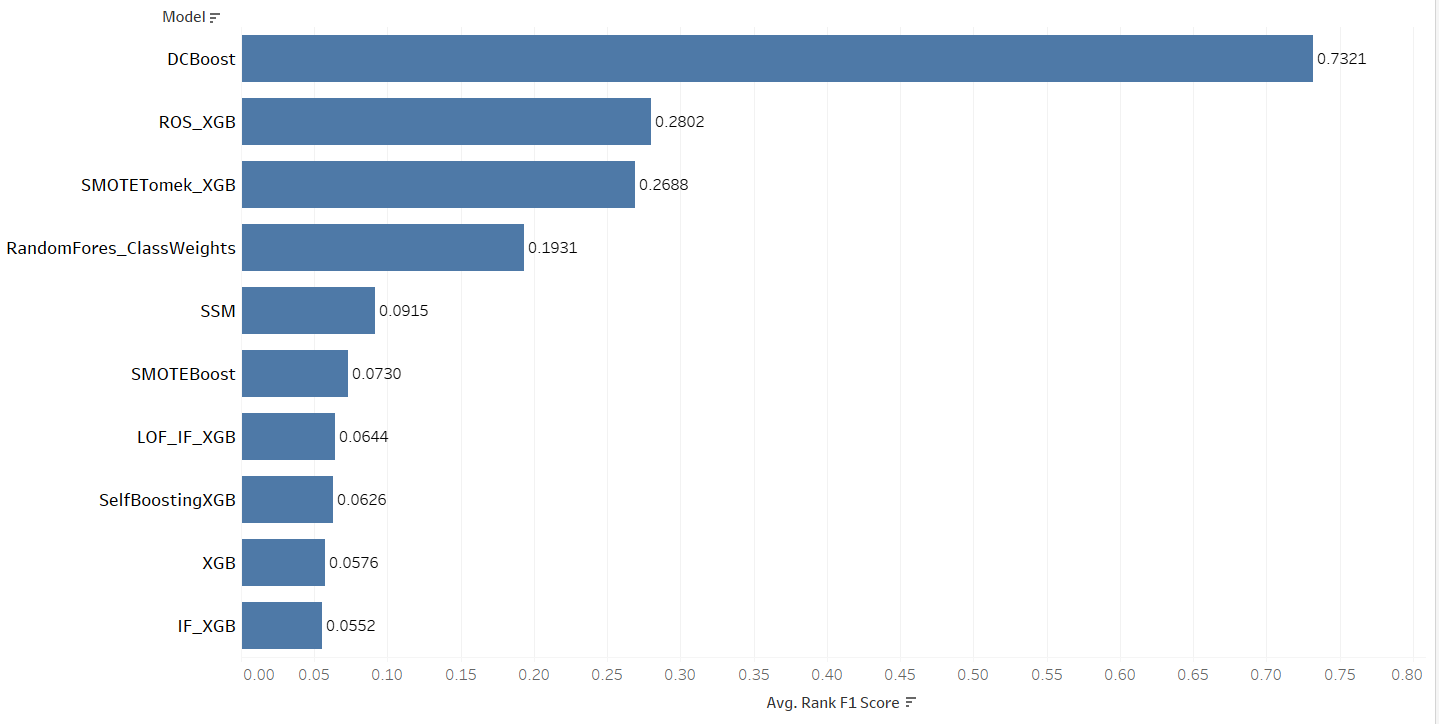 Model
DCBoost 0.7321
ROS_XGB 0.2802
SMOTETomek_XGB 0.2688
RandomFores_ClassWeights 0.1931
SSM 0.0915
SMOTEBoost 0.0730
LOF_IF_XGB 0.0644
SelfBoostingXGB 0.0626
XGB 0.0576
IF_XGB 0.0552
0.00 0.05 0.10 0.15 0.20 0.25 0.30 0.35 0.40 0.45 0.50 0.55 0.60 0.65 0.70 0.75 0.80
Avg. Rank F1 Score